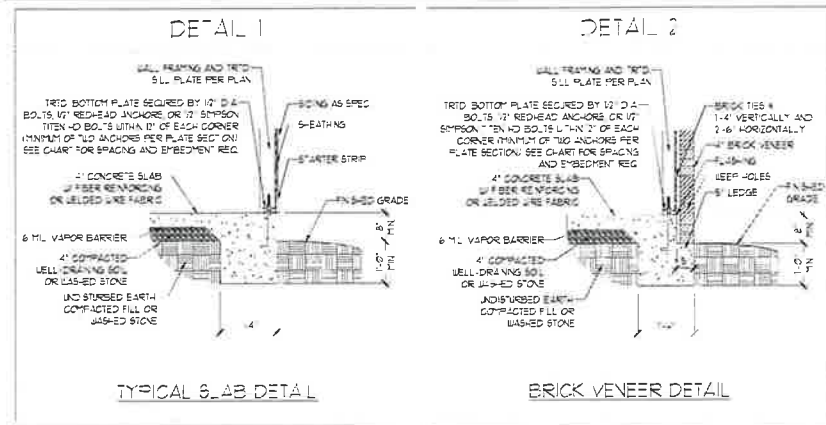 DETAIL 1
WALL FRAMING AND TRTD
SILL PLATE PER PLAN
TRTD BOTTOM PLATE SECURED BY 1/2" DIA
BOLTS, 1/2" REDHEAD ANCHORS, OR 1/2" SIMPSON
TITEN HD BOLTS WITHIN 12" OF EACH CORNER
(MINIMUM OF TWO ANCHORS PER PLATE SECTION)
SEE CHART FOR SPACING AND EMBEDMENT REQ.
SIDING AS SPEC
SHEATHING
STARTER STRIP
4" CONCRETE SLAB
W/ FIBER REINFORCING
OR WELDED WIRE FABRIC
FINISHED GRADE
6 MIL VAPOR BARRIER
4" COMPACTED
WELL-DRAINING SOIL
OR WASHED STONE
UNDISTURBED EARTH
COMPACTED FILL OR
WASHED STONE
8"
MIN
1'-0"
MIN
TYPICAL SLAB DETAIL
DETAIL 2
WALL FRAMING AND TRTD
SILL PLATE PER PLAN
TRTD BOTTOM PLATE SECURED BY 1/2" DIA
BOLTS, 1/2" REDHEAD ANCHORS, OR 1/2"
SIMPSON TITEN HD BOLTS WITHIN 12" OF EACH
CORNER (MINIMUM OF TWO ANCHORS PER
PLATE SECTION) SEE CHART FOR SPACING
AND EMBEDMENT REQ
BRICK TIES @
1'-4" VERTICALLY AND
2'-6" HORIZONTALLY
4" BRICK VENEER
FLASHING
WEEP HOLES
5" LEDGE
FINISHED
GRADE
4" CONCRETE SLAB
W/ FIBER REINFORCING
OR WELDED WIRE FABRIC
6 MIL VAPOR BARRIER
4" COMPACTED
WELL-DRAINING SOIL
OR WASHED STONE
UNDISTURBED EARTH
COMPACTED FILL OR
WASHED STONE
8"
MIN
1'-0"
MIN
BRICK VENEER DETAIL